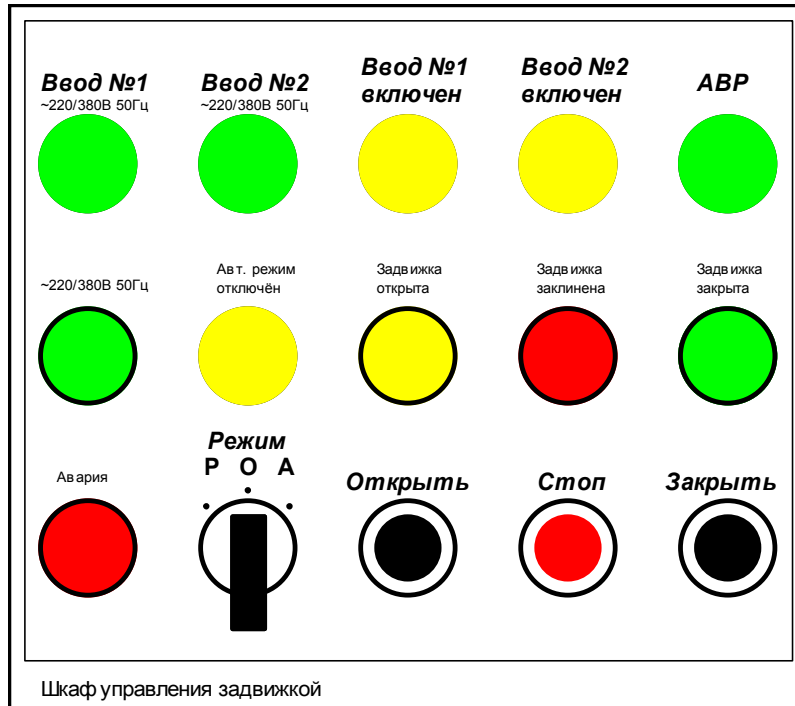 Ввод №1
~220/380В 50Гц
Ввод №2
~220/380В 50Гц
Ввод №1
включен
Ввод №2
включен
АВР
~220/380В 50Гц
Авт. режим
отключён
Задвижка
открыта
Задвижка
заклинена
Задвижка
закрыта
Авария
Режим
Р О А
Открыть
Стоп
Закрыть
Шкаф управления задвижкой